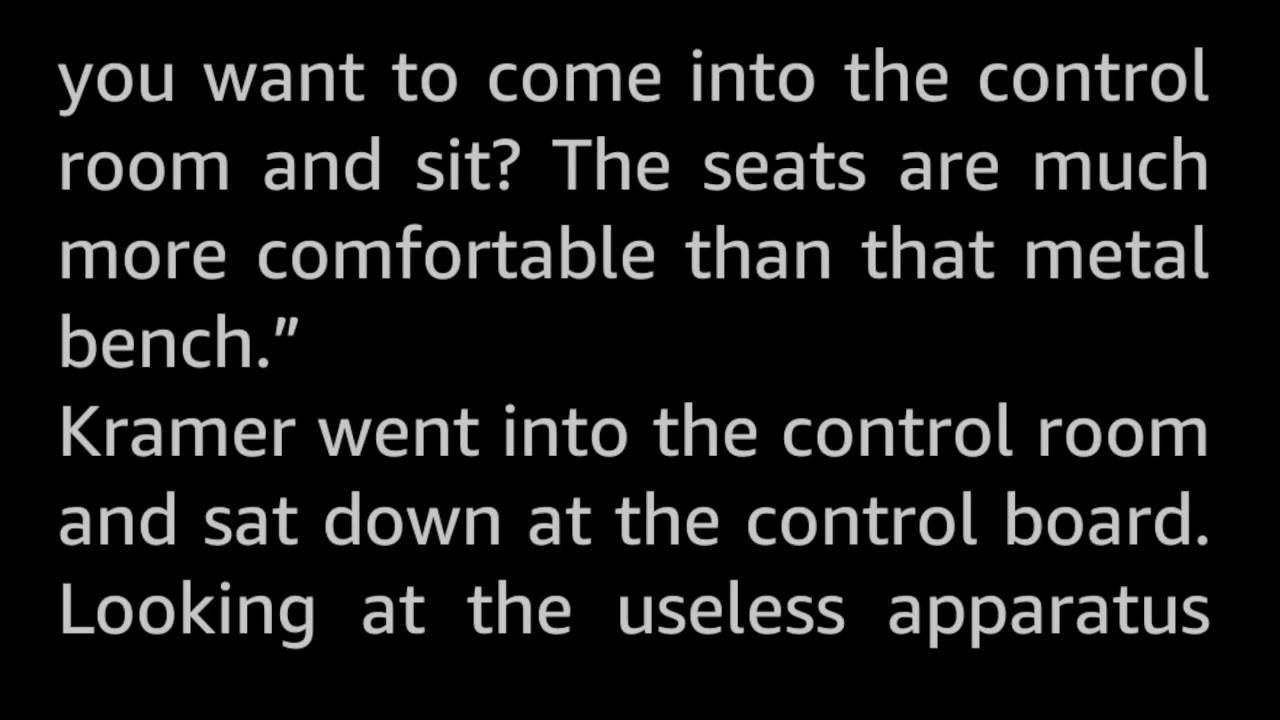 you want to come into the control
room and sit? The seats are much
more comfortable than that metal
bench.”
Kramer went into the control room
and sat down at the control board.
Looking at the useless apparatus